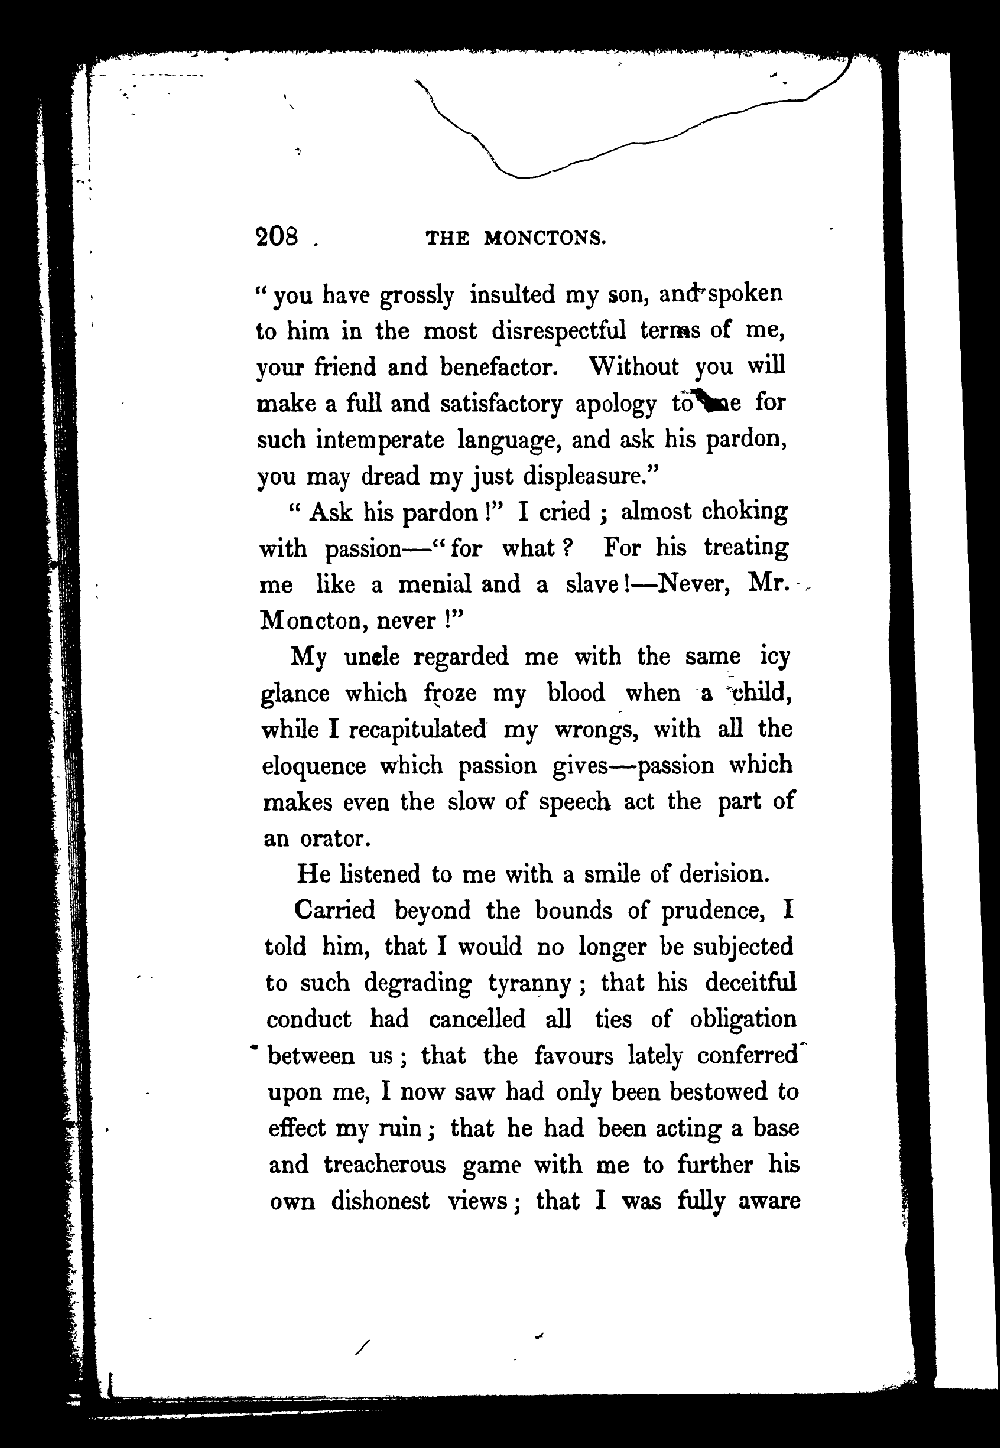 208 . THE MONCTONS.
“ you have grossly insulted my son, and spoken
to him in the most disrespectful terms of me,
your friend and benefactor. Without you will
make a full and satisfactory apology to me for
such intemperate language, and ask his pardon,
you may dread my just displeasure.”
“ Ask his pardon !” I cried ; almost choking
with passion—“ for what ? For his treating
me like a menial and a slave !—Never, Mr.
Moncton, never !”
My uncle regarded me with the same icy
glance which froze my blood when a child,
while I recapitulated my wrongs, with all the
eloquence which passion gives—passion which
makes even the slow of speech act the part of
an orator.
He listened to me with a smile of derision.
Carried beyond the bounds of prudence, I
told him, that I would no longer be subjected
to such degrading tyranny ; that his deceitful
conduct had cancelled all ties of obligation
between us ; that the favours lately conferred
upon me, I now saw had only been bestowed to
effect my ruin ; that he had been acting a base
and treacherous game with me to further his
own dishonest views ; that I was fully aware